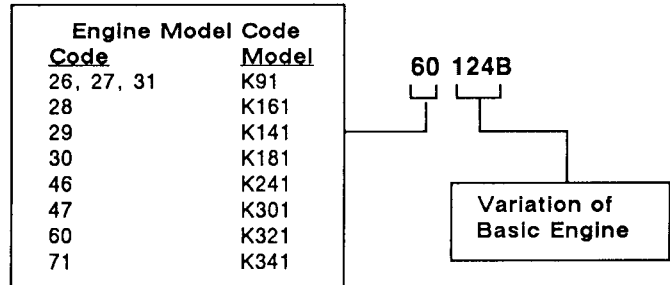 Engine Model Code
Code Model
26, 27, 31 K91
28 K161
29 K141
30 K181
46 K241
47 K301
60 K321
71 K341
60 124B
Variation of
Basic Engine